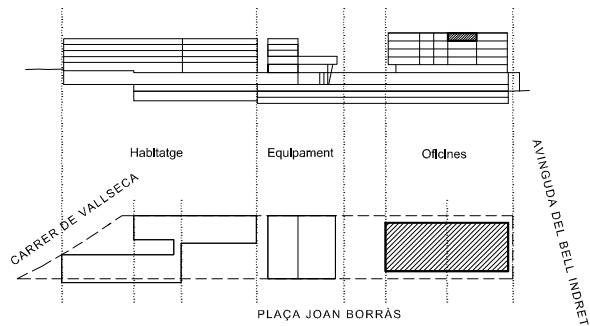 Habitatge
Equipament
Oficines
CARRER DE VALLSECA
AVINGUDA DEL BELL INDRET
PLAÇA JOAN BORRÀS